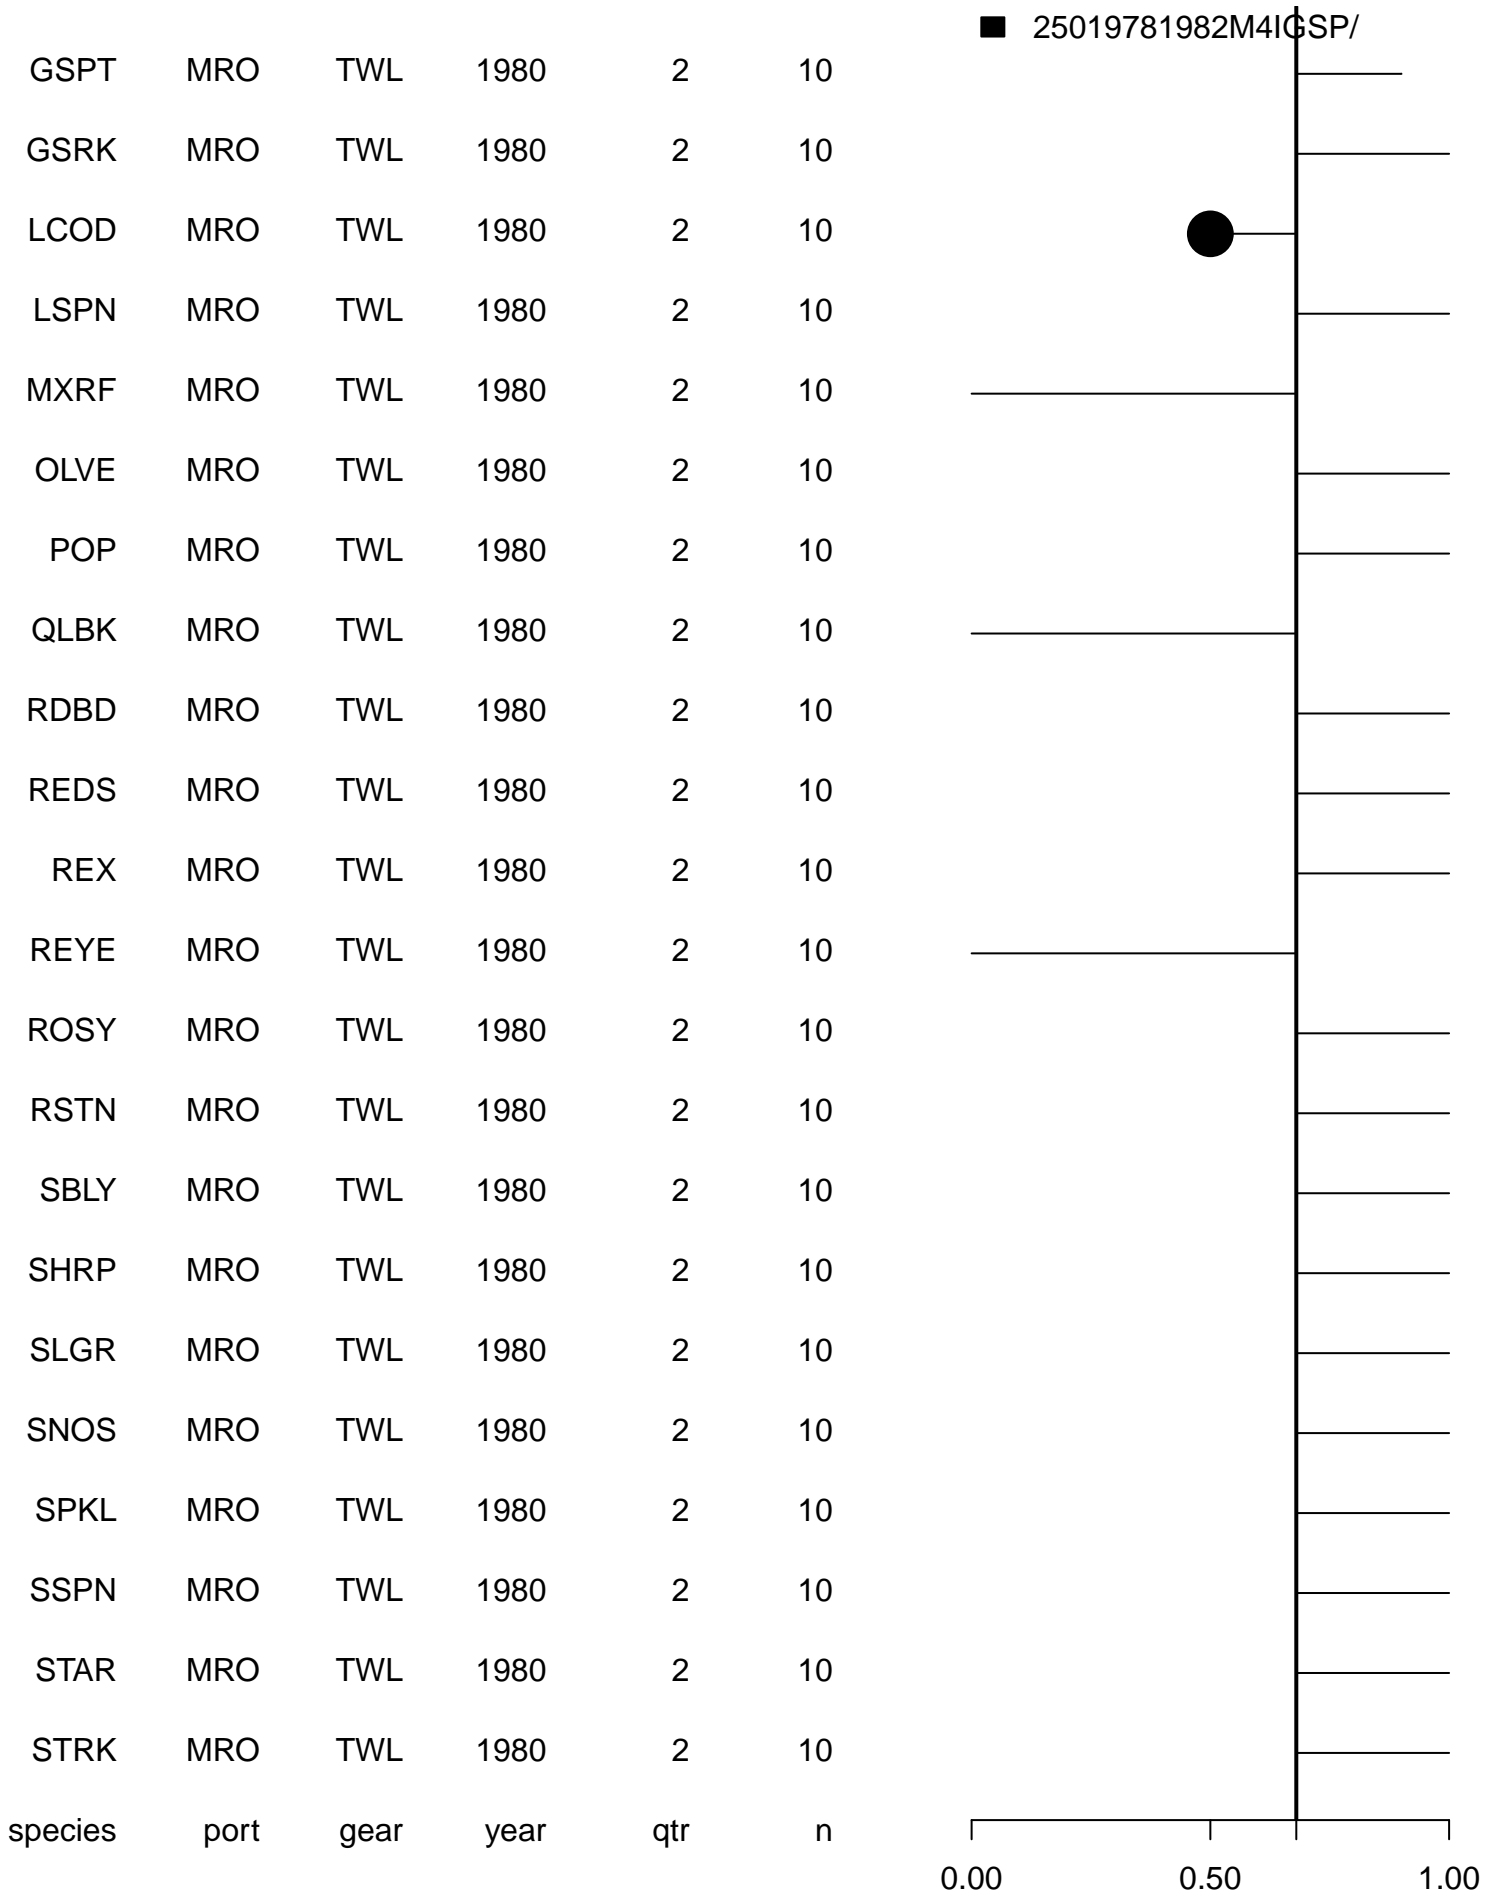 25019781982M4IGSP/
GSPT MRO TWL 1980 2 10
GSRK MRO TWL 1980 2 10
LCOD MRO TWL 1980 2 10
LSPN MRO TWL 1980 2 10
MXRF MRO TWL 1980 2 10
OLVE MRO TWL 1980 2 10
POP MRO TWL 1980 2 10
QLBK MRO TWL 1980 2 10
RDBD MRO TWL 1980 2 10
REDS MRO TWL 1980 2 10
REX MRO TWL 1980 2 10
REYE MRO TWL 1980 2 10
ROSY MRO TWL 1980 2 10
RSTN MRO TWL 1980 2 10
SBLY MRO TWL 1980 2 10
SHRP MRO TWL 1980 2 10
SLGR MRO TWL 1980 2 10
SNOS MRO TWL 1980 2 10
SPKL MRO TWL 1980 2 10
SSPN MRO TWL 1980 2 10
STAR MRO TWL 1980 2 10
STRK MRO TWL 1980 2 10
species port gear year qtr n
0.00 0.50 1.00